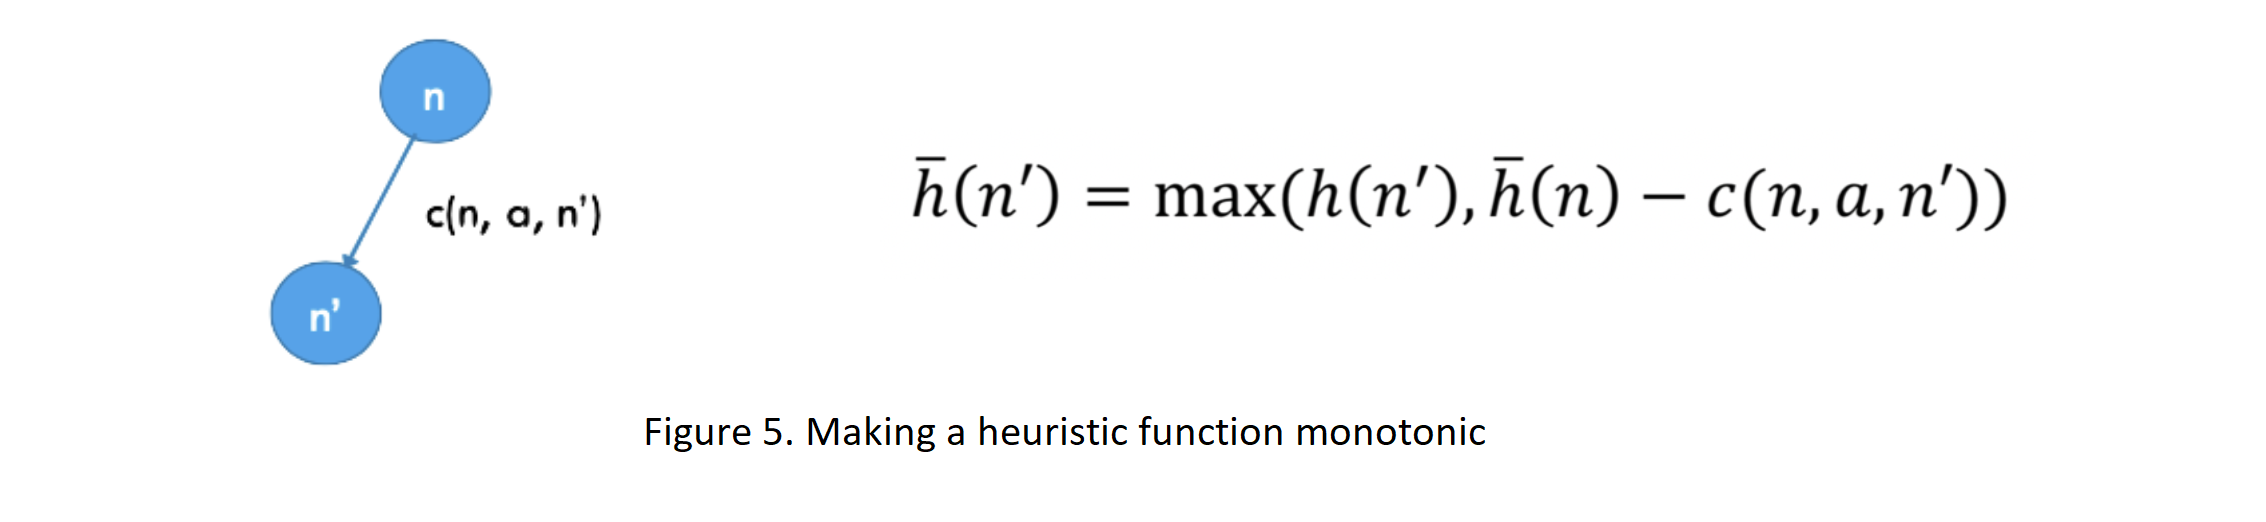 n
c(n, a, n')
n’
h̅(n′) = max(h(n′), h̅(n) − c(n, a, n′))
Figure 5. Making a heuristic function monotonic